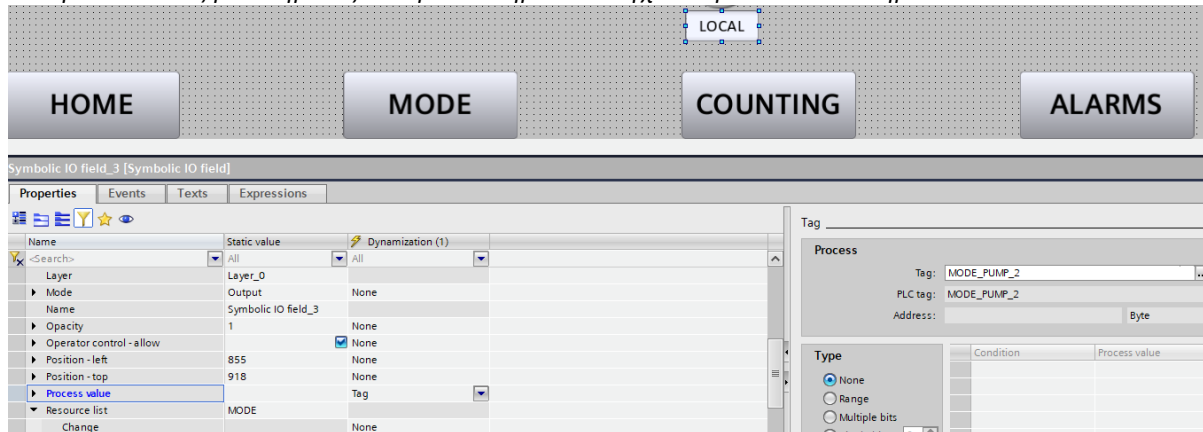 LOCAL
HOME MODE COUNTING ALARMS
Symbolic IO field_3 [Symbolic IO field]
Properties Events Texts Expressions
Name Static value Dynamization (1)
<Search> All All
Layer Layer_0
Mode Output None
Name Symbolic IO field_3
Opacity 1 None
Operator control - allow None
Position - left 855 None
Position - top 918 None
Process value Tag
Resource list MODE
Change None
Tag
Process
Tag: MODE_PUMP_2 ...
PLC tag: MODE_PUMP_2
Address: Byte
Type Condition Process value
None
Range
Multiple bits